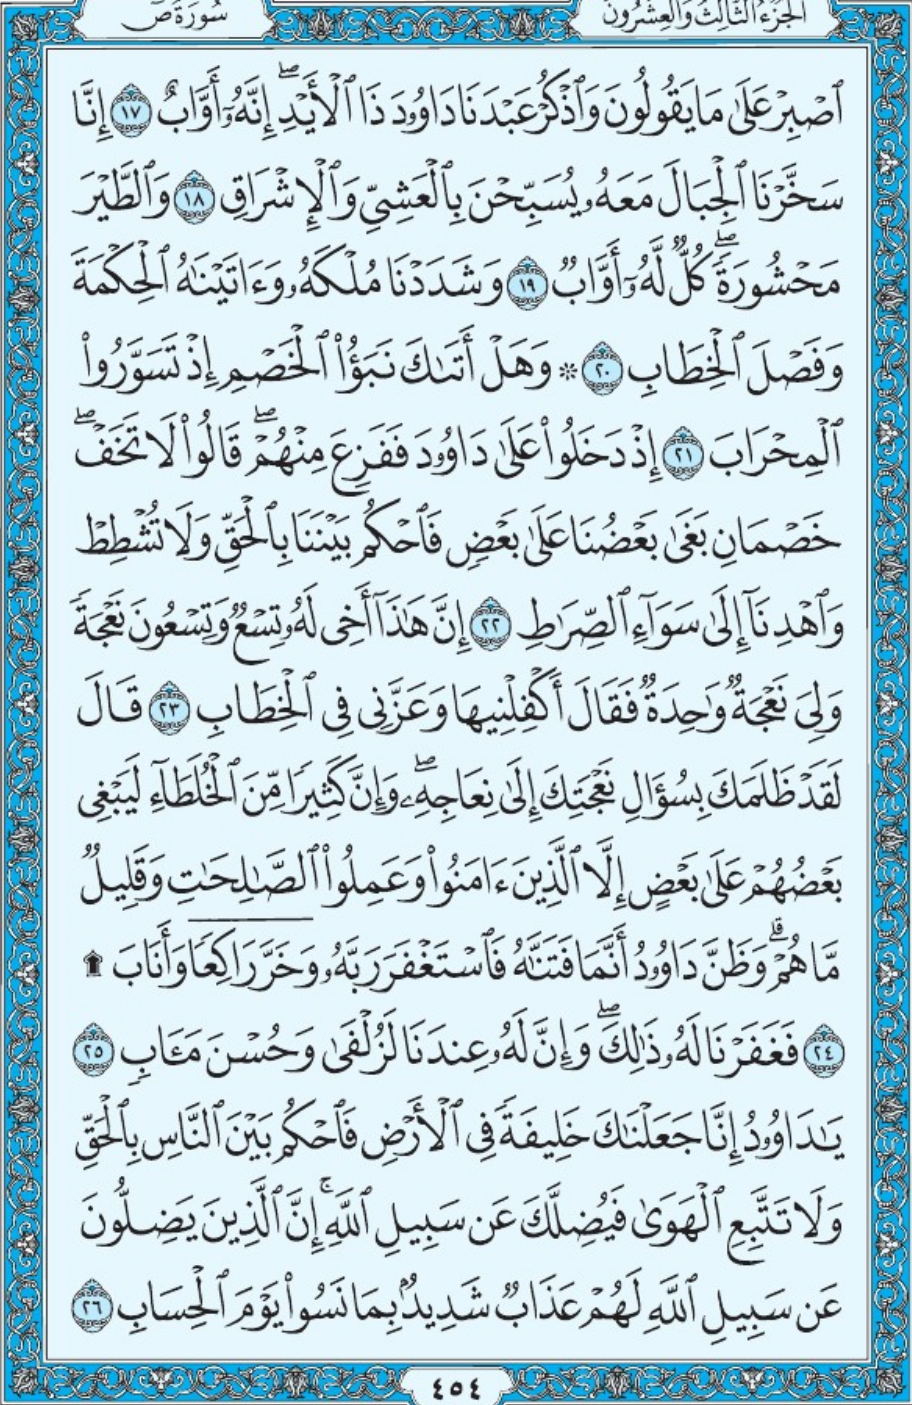 الجزء الثالث والعشرون سورة ص
ٱصۡبِرۡ عَلَىٰ مَا يَقُولُونَ وَٱذۡكُرۡ عَبۡدَنَا دَاوُۥدَ ذَا ٱلۡأَيۡدِۖ إِنَّهُۥٓ أَوَّابٌ ١٧ إِنَّا
سَخَّرۡنَا ٱلۡجِبَالَ مَعَهُۥ يُسَبِّحۡنَ بِٱلۡعَشِيِّ وَٱلۡإِشۡرَاقِ ١٨ وَٱلطَّيۡرَ
مَحۡشُورَةٗۖ كُلّٞ لَّهُۥٓ أَوَّابٞ ١٩ وَشَدَدۡنَا مُلۡكَهُۥ وَءَاتَيۡنَٰهُ ٱلۡحِكۡمَةَ
وَفَصۡلَ ٱلۡخِطَابِ ٢٠ ۞ وَهَلۡ أَتَىٰكَ نَبَؤُاْ ٱلۡخَصۡمِ إِذۡ تَسَوَّرُواْ
ٱلۡمِحۡرَابَ ٢١ إِذۡ دَخَلُواْ عَلَىٰ دَاوُۥدَ فَفَزِعَ مِنۡهُمۡۖ قَالُواْ لَا تَخَفۡۖ
خَصۡمَانِ بَغَىٰ بَعۡضُنَا عَلَىٰ بَعۡضٖ فَٱحۡكُم بَيۡنَنَا بِٱلۡحَقِّ وَلَا تُشۡطِطۡ
وَٱهۡدِنَآ إِلَىٰ سَوَآءِ ٱلصِّرَٰطِ ٢٢ إِنَّ هَٰذَآ أَخِي لَهُۥ تِسۡعٞ وَتِسۡعُونَ نَعۡجَةٗ
وَلِيَ نَعۡجَةٞ وَٰحِدَةٞ فَقَالَ أَكۡفِلۡنِيهَا وَعَزَّنِي فِي ٱلۡخِطَابِ ٢٣ قَالَ
لَقَدۡ ظَلَمَكَ بِسُؤَالِ نَعۡجَتِكَ إِلَىٰ نِعَاجِهِۦۖ وَإِنَّ كَثِيرٗا مِّنَ ٱلۡخُلَطَآءِ لَيَبۡغِي
بَعۡضُهُمۡ عَلَىٰ بَعۡضٍ إِلَّا ٱلَّذِينَ ءَامَنُواْ وَعَمِلُواْ ٱلصَّٰلِحَٰتِ وَقَلِيلٞ
مَّا هُمۡۗ وَظَنَّ دَاوُۥدُ أَنَّمَا فَتَنَّٰهُ فَٱسۡتَغۡفَرَ رَبَّهُۥ وَخَرَّۤ رَاكِعٗاۤ وَأَنَابَ ۩
٢٤ فَغَفَرۡنَا لَهُۥ ذَٰلِكَۖ وَإِنَّ لَهُۥ عِندَنَا لَزُلۡفَىٰ وَحُسۡنَ مَـَٔابٖ ٢٥
يَٰدَاوُۥدُ إِنَّا جَعَلۡنَٰكَ خَلِيفَةٗ فِي ٱلۡأَرۡضِ فَٱحۡكُم بَيۡنَ ٱلنَّاسِ بِٱلۡحَقِّ
وَلَا تَتَّبِعِ ٱلۡهَوَىٰ فَيُضِلَّكَ عَن سَبِيلِ ٱللَّهِۚ إِنَّ ٱلَّذِينَ يَضِلُّونَ
عَن سَبِيلِ ٱللَّهِ لَهُمۡ عَذَابٞ شَدِيدُۢ بِمَا نَسُواْ يَوۡمَ ٱلۡحِسَابِ ٢٦
٤٥٤